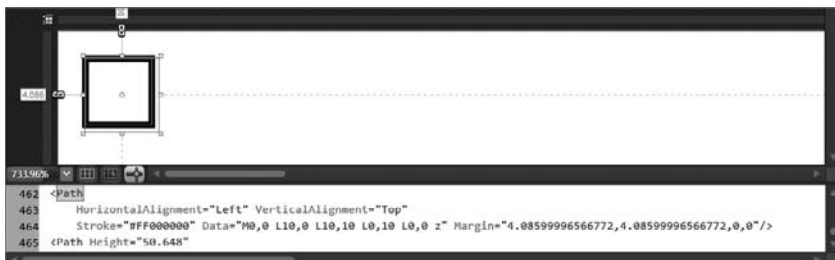 4.086
733.96%
462 <Path
463 HorizontalAlignment="Left" VerticalAlignment="Top"
464 Stroke="#FF000000" Data="M0,0 L10,0 L10,10 L0,10 L0,0 z" Margin="4.08599996566772,4.08599996566772,0,0"/>
465 <Path Height="50.648"